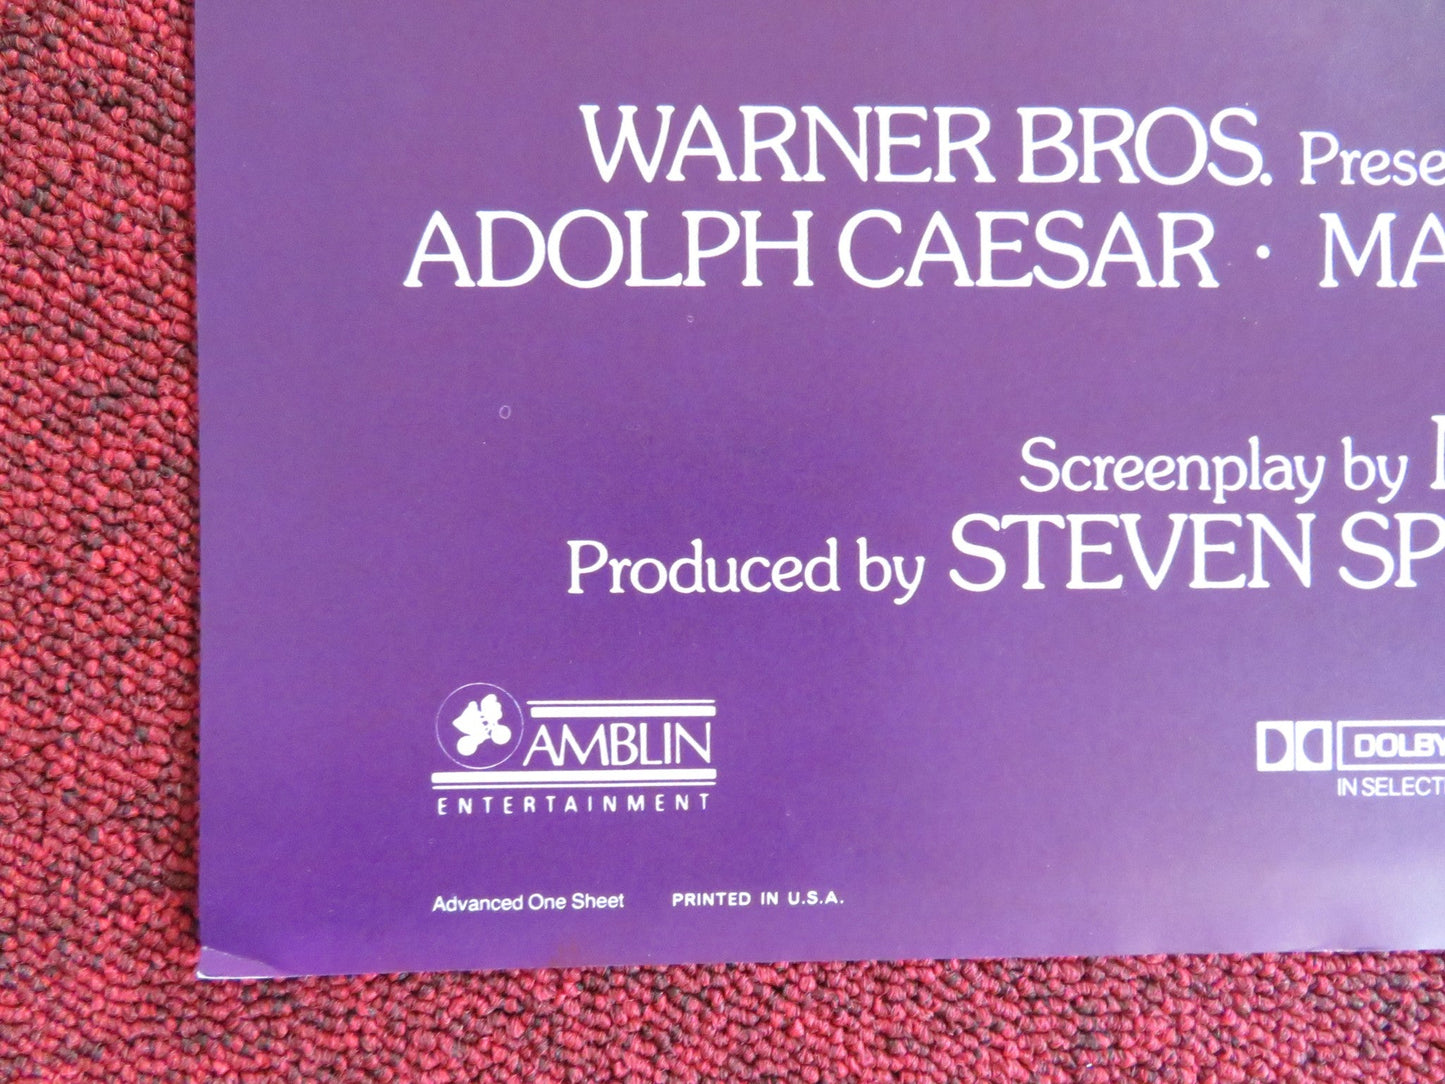 WARNER BROS. Prese
ADOLPH CAESAR · MA
Screenplay by
Produced by STEVEN SP
AMBLIN
ENTERTAINMENT
DOLBY
IN SELECT
Advanced One Sheet PRINTED IN U.S.A.